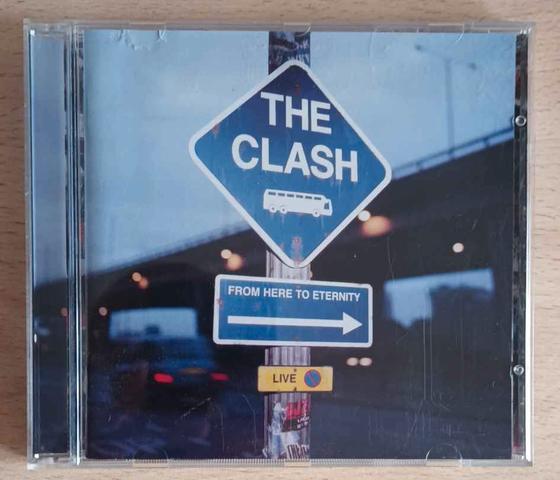 THE
CLASH
FROM HERE TO ETERNITY
LIVE